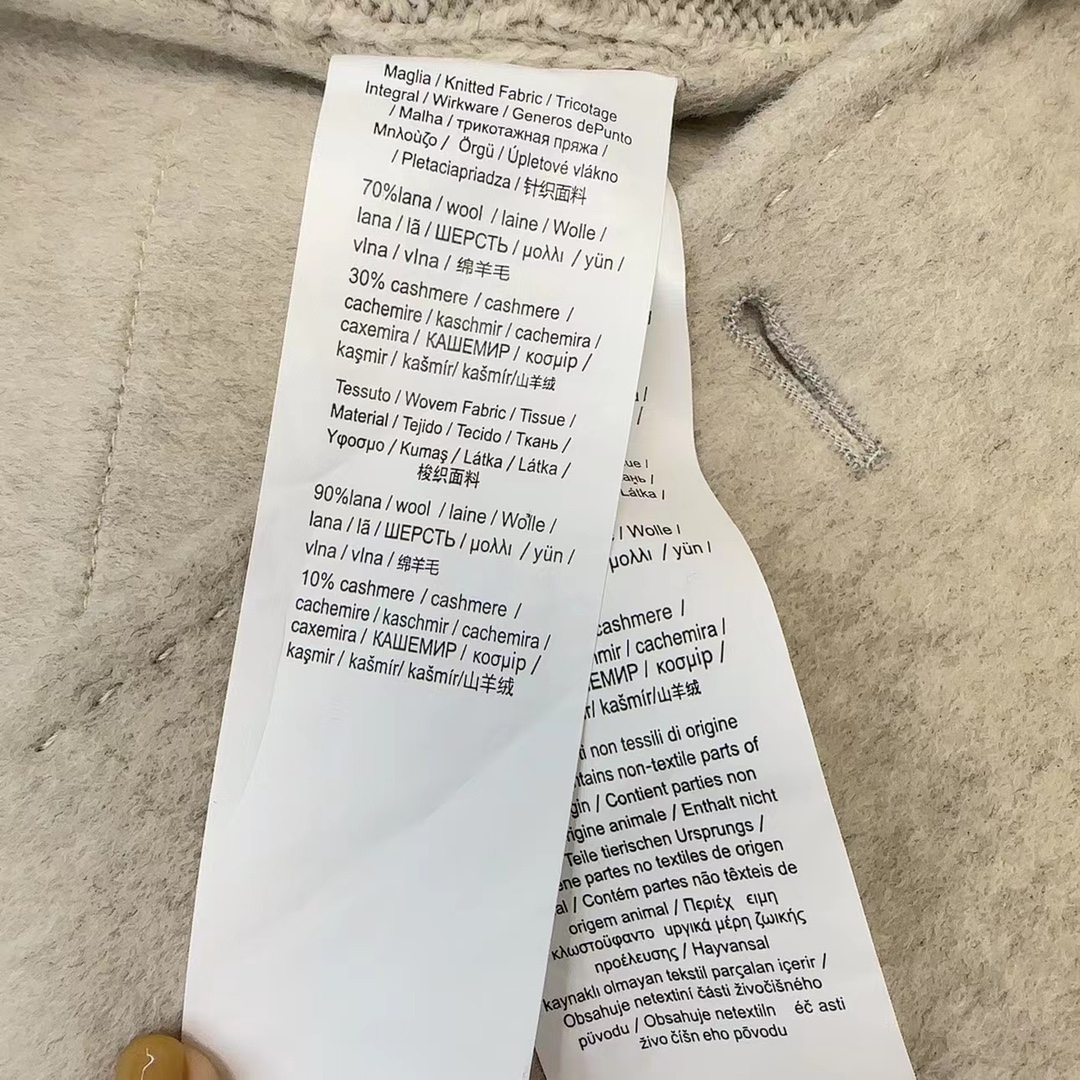 Maglia / Knitted Fabric / Tricotage
Integral / Wirkware / Generos dePunto
/ Malha / трикотажная пряжа /
Μπλούζο / Örgü / Úpletové vlákno
/ Pletaciapriadza / 针织面料
70%lana / wool / laine / Wolle /
lana / lã / ШЕРСТЬ / μολλι / yün /
vlna / vlna / 绵羊毛
30% cashmere / cashmere /
cachemire / kaschmir / cachemira /
caxemira / КАШЕМИР / κοσμίρ /
kaşmir / kašmír/ kašmír/山羊绒
Tessuto / Wovem Fabric / Tissue /
Material / Tejido / Tecido / Ткань /
Υφοσμο / Kumaş / Látka / Látka /
梭织面料
90%lana / wool / laine / Wolle /
lana / lã / ШЕРСТЬ / μολλι / yün /
vlna / vlna / 绵羊毛
10% cashmere / cashmere /
cachemire / kaschmir / cachemira /
caxemira / КАШЕМИР / κοσμίρ /
kaşmir / kašmír/ kašmír/山羊绒
Látka /
/ Wolle /
μολλι / yün /
cashmere /
/ cachemira /
/ κοσμίρ /
/ kašmír/山羊绒
non tessili di origine
non-textile parts of
/ Contient parties non
animale / Enthalt nicht
Teile tierischen Ursprungs /
partes no textiles de origen
/ Contém partes não têxteis de
origem animal / Περιέχ ειμη
κλωστοϋφαντο υργικά μέρη ζωικής
προέλευσης / Hayvansal
kaynaklı olmayan tekstil parçalan içerir /
Obsahuje netextiní části živočišného
püvodu / Obsahuje netextiln éč asti
živo čišn eho pōvodu